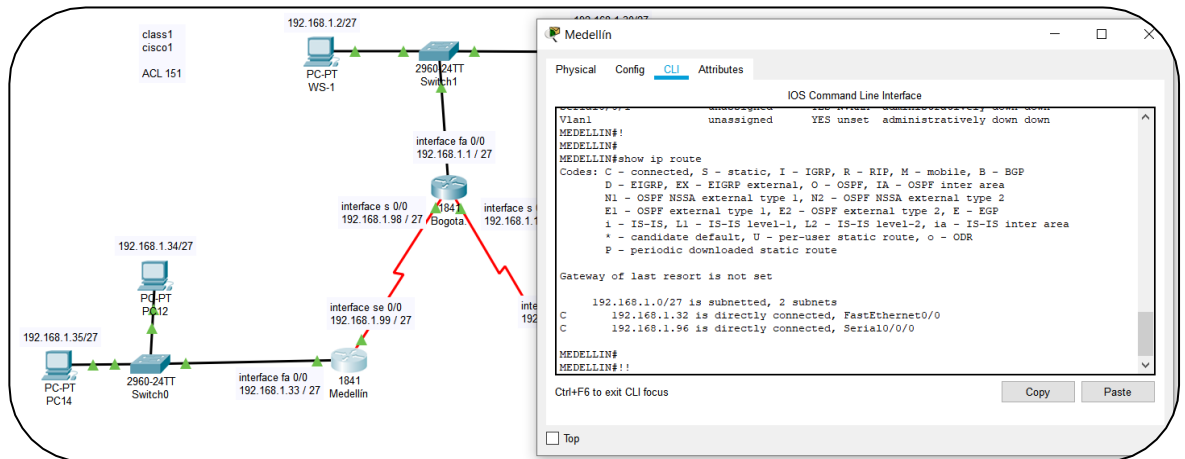 class1
cisco1
ACL 151
192.168.1.2/27
PC-PT
WS-1
2960-24TT
Switch1
interface fa 0/0
192.168.1.1 / 27
1841
Bogota.
interface s 0/0
192.168.1.98 / 27
interface s
192.168.1.1
192.168.1.34/27
PC-PT
PC12
192.168.1.35/27
PC-PT
PC14
2960-24TT
Switch0
interface se 0/0
192.168.1.99 / 27
interface fa 0/0
192.168.1.33 / 27
1841
Medellín
inte
192
Medellín
Physical Config CLI Attributes
IOS Command Line Interface
Vlan1 unassigned YES unset administratively down down
MEDELLIN#!
MEDELLIN#
MEDELLIN#show ip route
Codes: C - connected, S - static, I - IGRP, R - RIP, M - mobile, B - BGP
D - EIGRP, EX - EIGRP external, O - OSPF, IA - OSPF inter area
N1 - OSPF NSSA external type 1, N2 - OSPF NSSA external type 2
E1 - OSPF external type 1, E2 - OSPF external type 2, E - EGP
i - IS-IS, L1 - IS-IS level-1, L2 - IS-IS level-2, ia - IS-IS inter area
* - candidate default, U - per-user static route, o - ODR
P - periodic downloaded static route
Gateway of last resort is not set
192.168.1.0/27 is subnetted, 2 subnets
C 192.168.1.32 is directly connected, FastEthernet0/0
C 192.168.1.96 is directly connected, Serial0/0/0
MEDELLIN#
MEDELLIN#!!
Ctrl+F6 to exit CLI focus
Copy Paste
Top